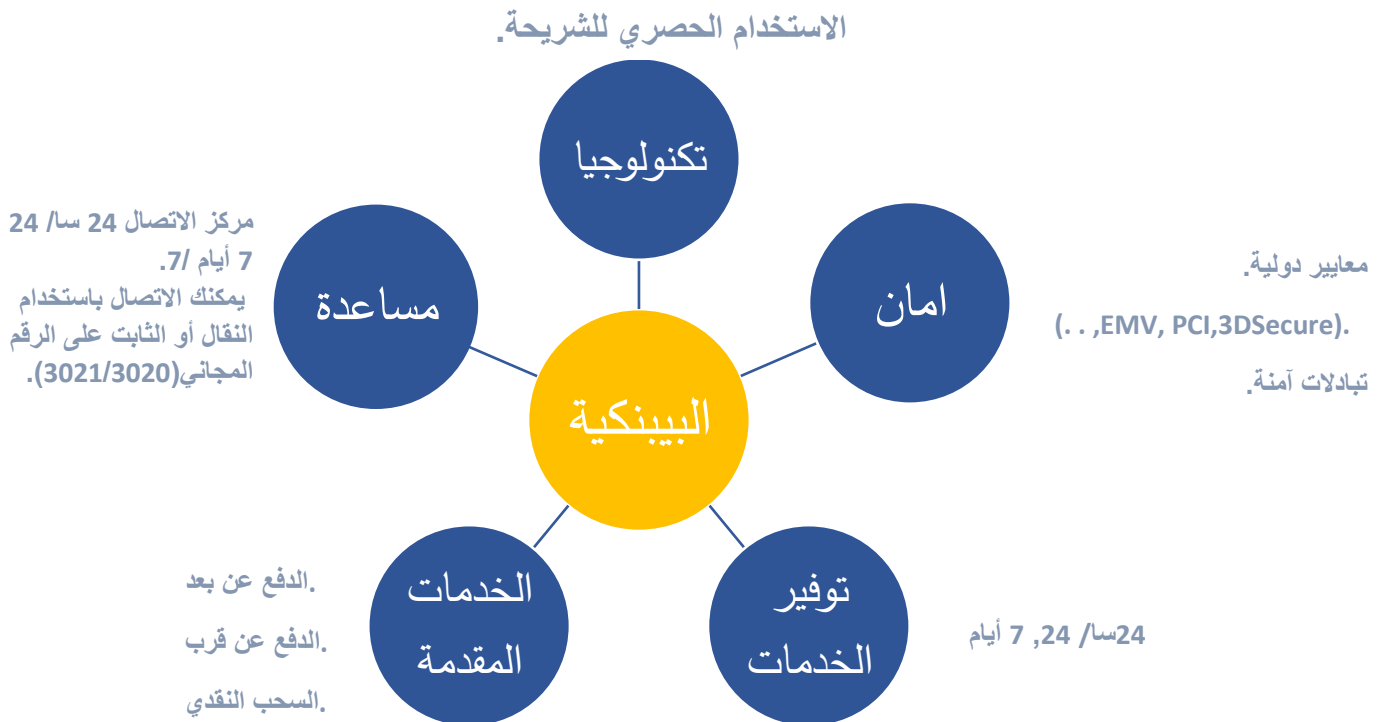 الاستخدام الحصري للشريحة.
تكنولوجيا
امان
معايير دولية.
(. . ,EMV, PCI,3DSecure).
تبادلات آمنة.
مساعدة
مركز الاتصال 24 سا/ 24
7 أيام /7.
يمكنك الاتصال باستخدام
النقال أو الثابت على الرقم
المجاني(3021/3020).
البيبنكية
توفير
الخدمات
24سا/ 24, 7 أيام
الخدمات
المقدمة
.الدفع عن بعد
.الدفع عن قرب
.السحب النقدي